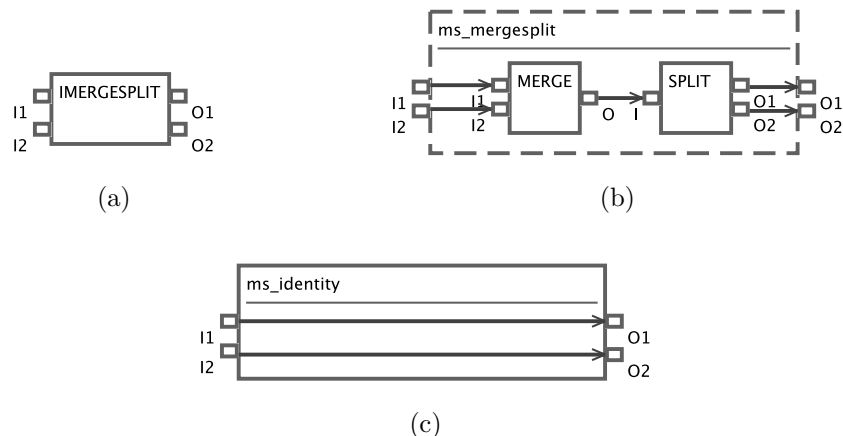 IMERGESPLIT
I1
I2
O1
O2
(a)
ms_mergesplit
I1
I2
MERGE
I1
I2
O
I
SPLIT
O1
O2
O1
O2
(b)
ms_identity
I1
I2
O1
O2
(c)